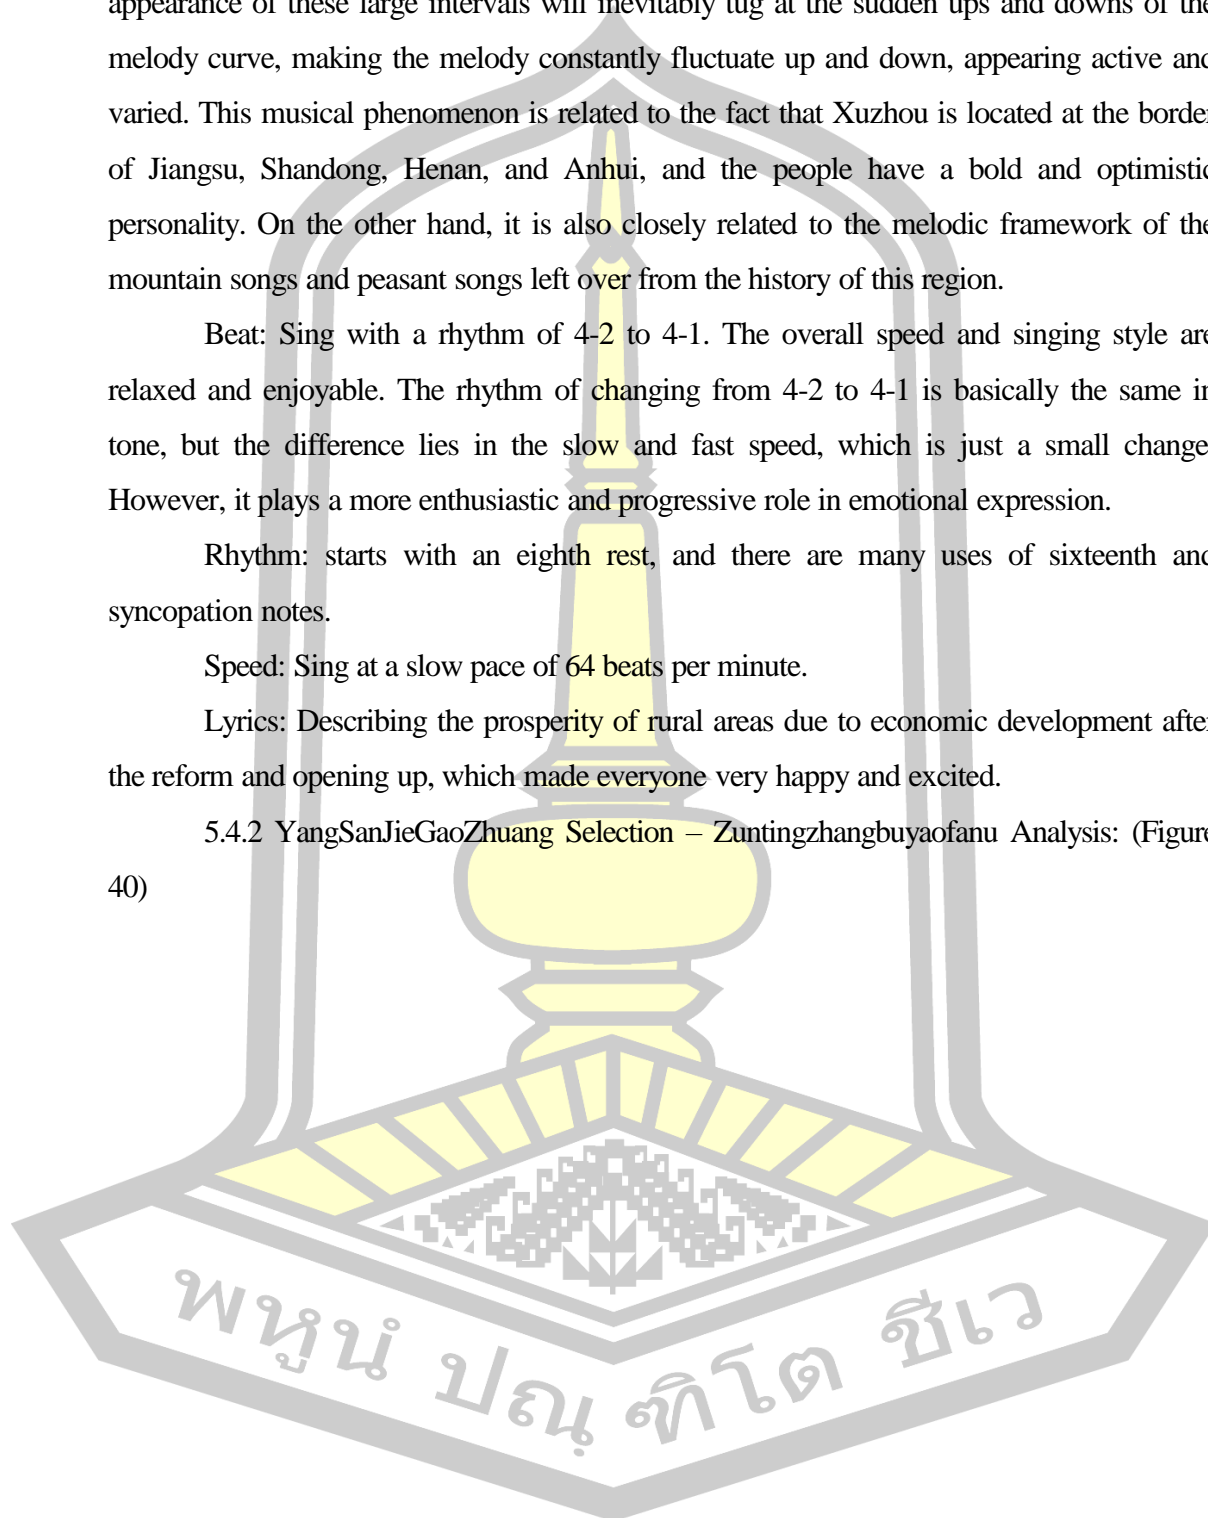 appearance of these large intervals will inevitably tug at the sudden ups and downs of the
melody curve, making the melody constantly fluctuate up and down, appearing active and
varied. This musical phenomenon is related to the fact that Xuzhou is located at the border
of Jiangsu, Shandong, Henan, and Anhui, and the people have a bold and optimistic
personality. On the other hand, it is also closely related to the melodic framework of the
mountain songs and peasant songs left over from the history of this region.
Beat: Sing with a rhythm of 4-2 to 4-1. The overall speed and singing style are
relaxed and enjoyable. The rhythm of changing from 4-2 to 4-1 is basically the same in
tone, but the difference lies in the slow and fast speed, which is just a small change.
However, it plays a more enthusiastic and progressive role in emotional expression.
Rhythm: starts with an eighth rest, and there are many uses of sixteenth and
syncopation notes.
Speed: Sing at a slow pace of 64 beats per minute.
Lyrics: Describing the prosperity of rural areas due to economic development after
the reform and opening up, which made everyone very happy and excited.
5.4.2 YangSanJieGaoZhuang Selection – Zuntingzhangbuyaofanu Analysis: (Figure
40)
พหูนํ ปณฺฑิโต ชีเว